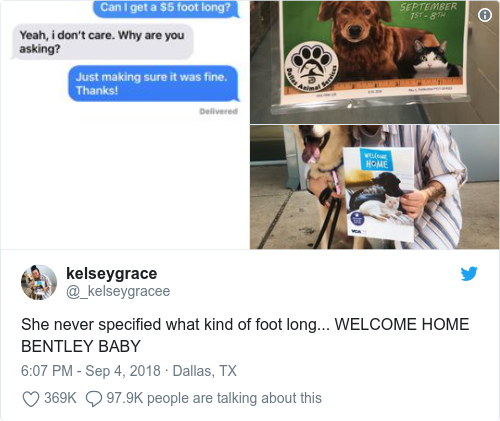 Can I get a $5 foot long?
Yeah, i don't care. Why are you
asking?
Just making sure it was fine.
Thanks!
Delivered
SEPTEMBER
1ST - 8TH
Dallas Animal Services
WELCOME
HOME
kelseygrace
@_kelseygracee
She never specified what kind of foot long... WELCOME HOME
BENTLEY BABY
6:07 PM - Sep 4, 2018 · Dallas, TX
369K 97.9K people are talking about this